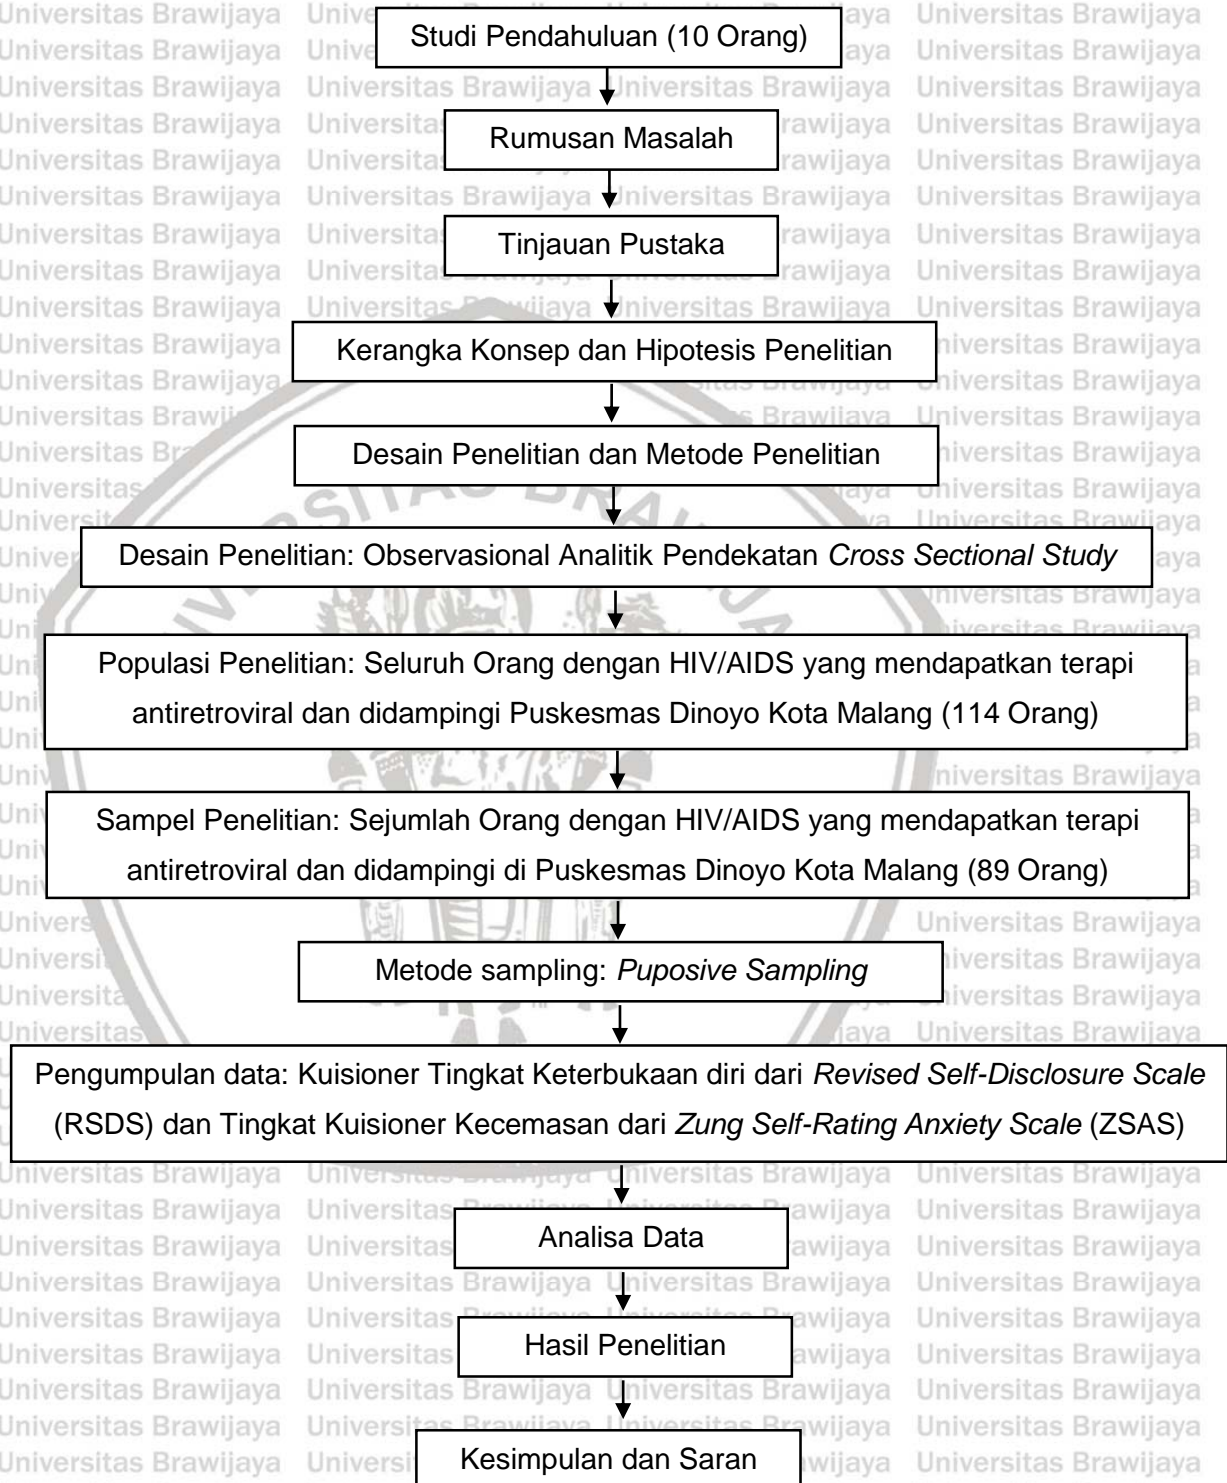 Studi Pendahuluan (10 Orang)
Rumusan Masalah
Tinjauan Pustaka
Kerangka Konsep dan Hipotesis Penelitian
Desain Penelitian dan Metode Penelitian
Desain Penelitian: Observasional Analitik Pendekatan Cross Sectional Study
Populasi Penelitian: Seluruh Orang dengan HIV/AIDS yang mendapatkan terapi
antiretroviral dan didampingi Puskesmas Dinoyo Kota Malang (114 Orang)
Sampel Penelitian: Sejumlah Orang dengan HIV/AIDS yang mendapatkan terapi
antiretroviral dan didampingi di Puskesmas Dinoyo Kota Malang (89 Orang)
Metode sampling: Puposive Sampling
Pengumpulan data: Kuisioner Tingkat Keterbukaan diri dari Revised Self-Disclosure Scale
(RSDS) dan Tingkat Kuisioner Kecemasan dari Zung Self-Rating Anxiety Scale (ZSAS)
Analisa Data
Hasil Penelitian
Kesimpulan dan Saran